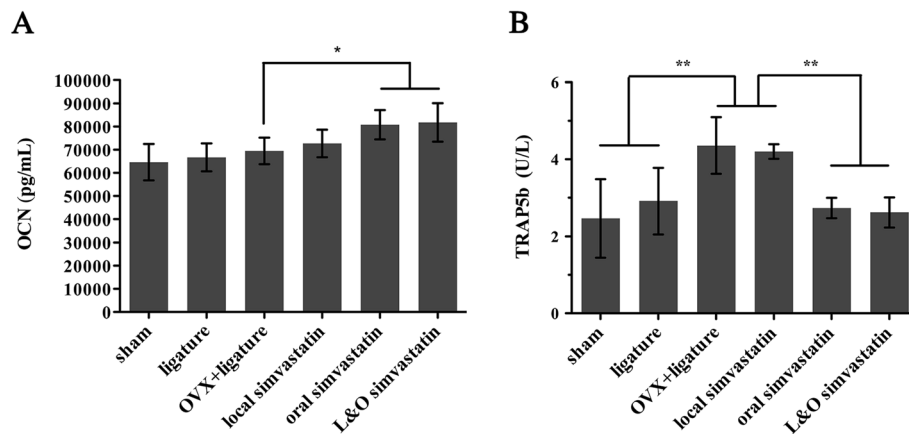 A
*
OCN (pg/mL)
100000
90000
80000
70000
60000
50000
40000
30000
20000
10000
0
sham
ligature
OVX+ligature
local simvastatin
oral simvastatin
L&O simvastatin
B
**
**
TRAP5b (U/L)
6
4
2
0
sham
ligature
OVX+ligature
local simvastatin
oral simvastatin
L&O simvastatin